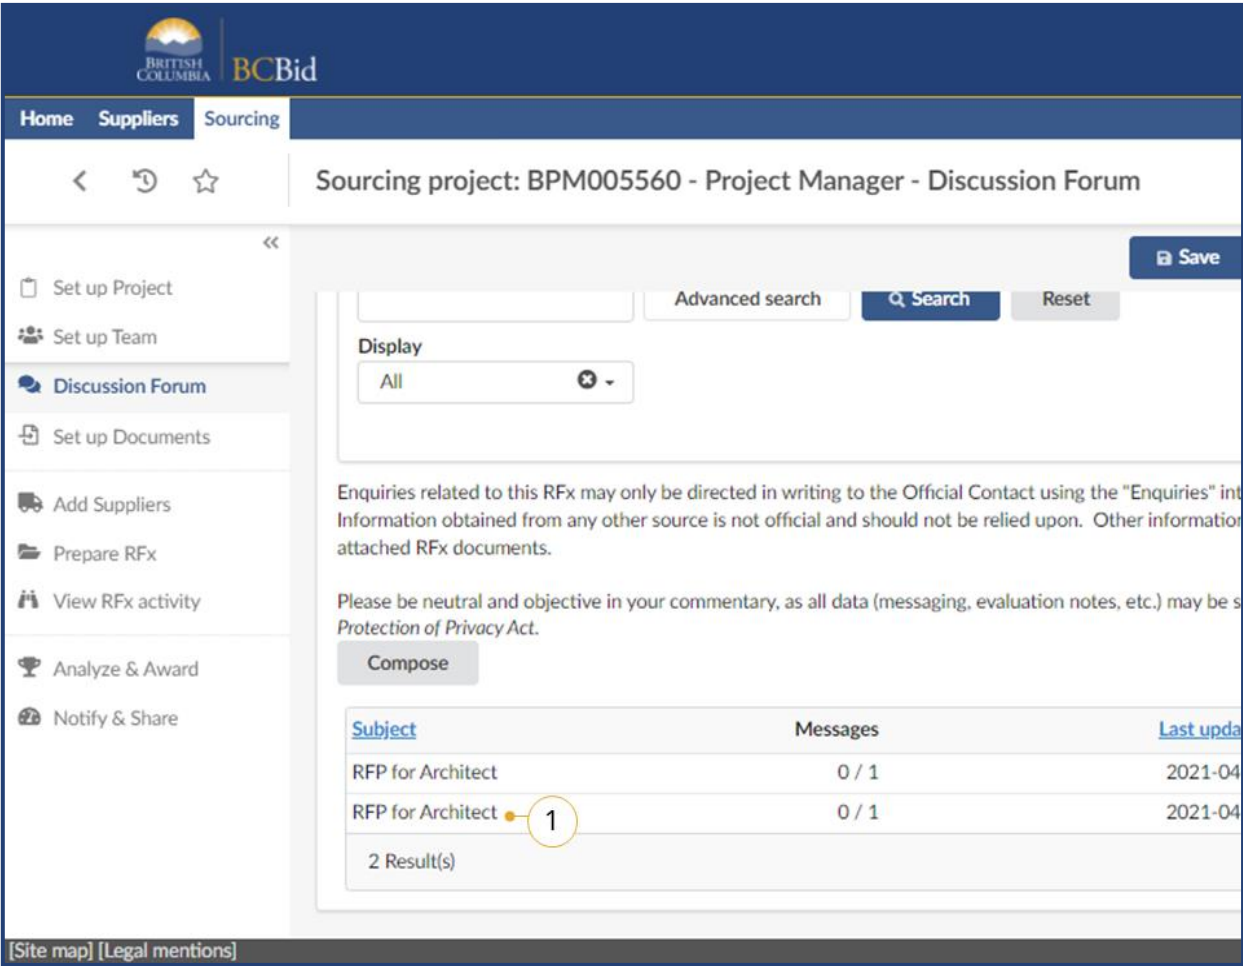 BRITISH
COLUMBIA
BCBid
Home Suppliers Sourcing
Sourcing project: BPM005560 - Project Manager - Discussion Forum
Save
Set up Project
Set up Team
Discussion Forum
Set up Documents
Add Suppliers
Prepare RFx
View RFx activity
Analyze & Award
Notify & Share
Advanced search Search Reset
Display
All
Enquiries related to this RFx may only be directed in writing to the Official Contact using the "Enquiries" int
Information obtained from any other source is not official and should not be relied upon. Other information
attached RFx documents.
Please be neutral and objective in your commentary, as all data (messaging, evaluation notes, etc.) may be s
Protection of Privacy Act.
Compose
Subject Messages Last upda
RFP for Architect 0 / 1 2021-04
RFP for Architect 1 0 / 1 2021-04
2 Result(s)
[Site map] [Legal mentions]